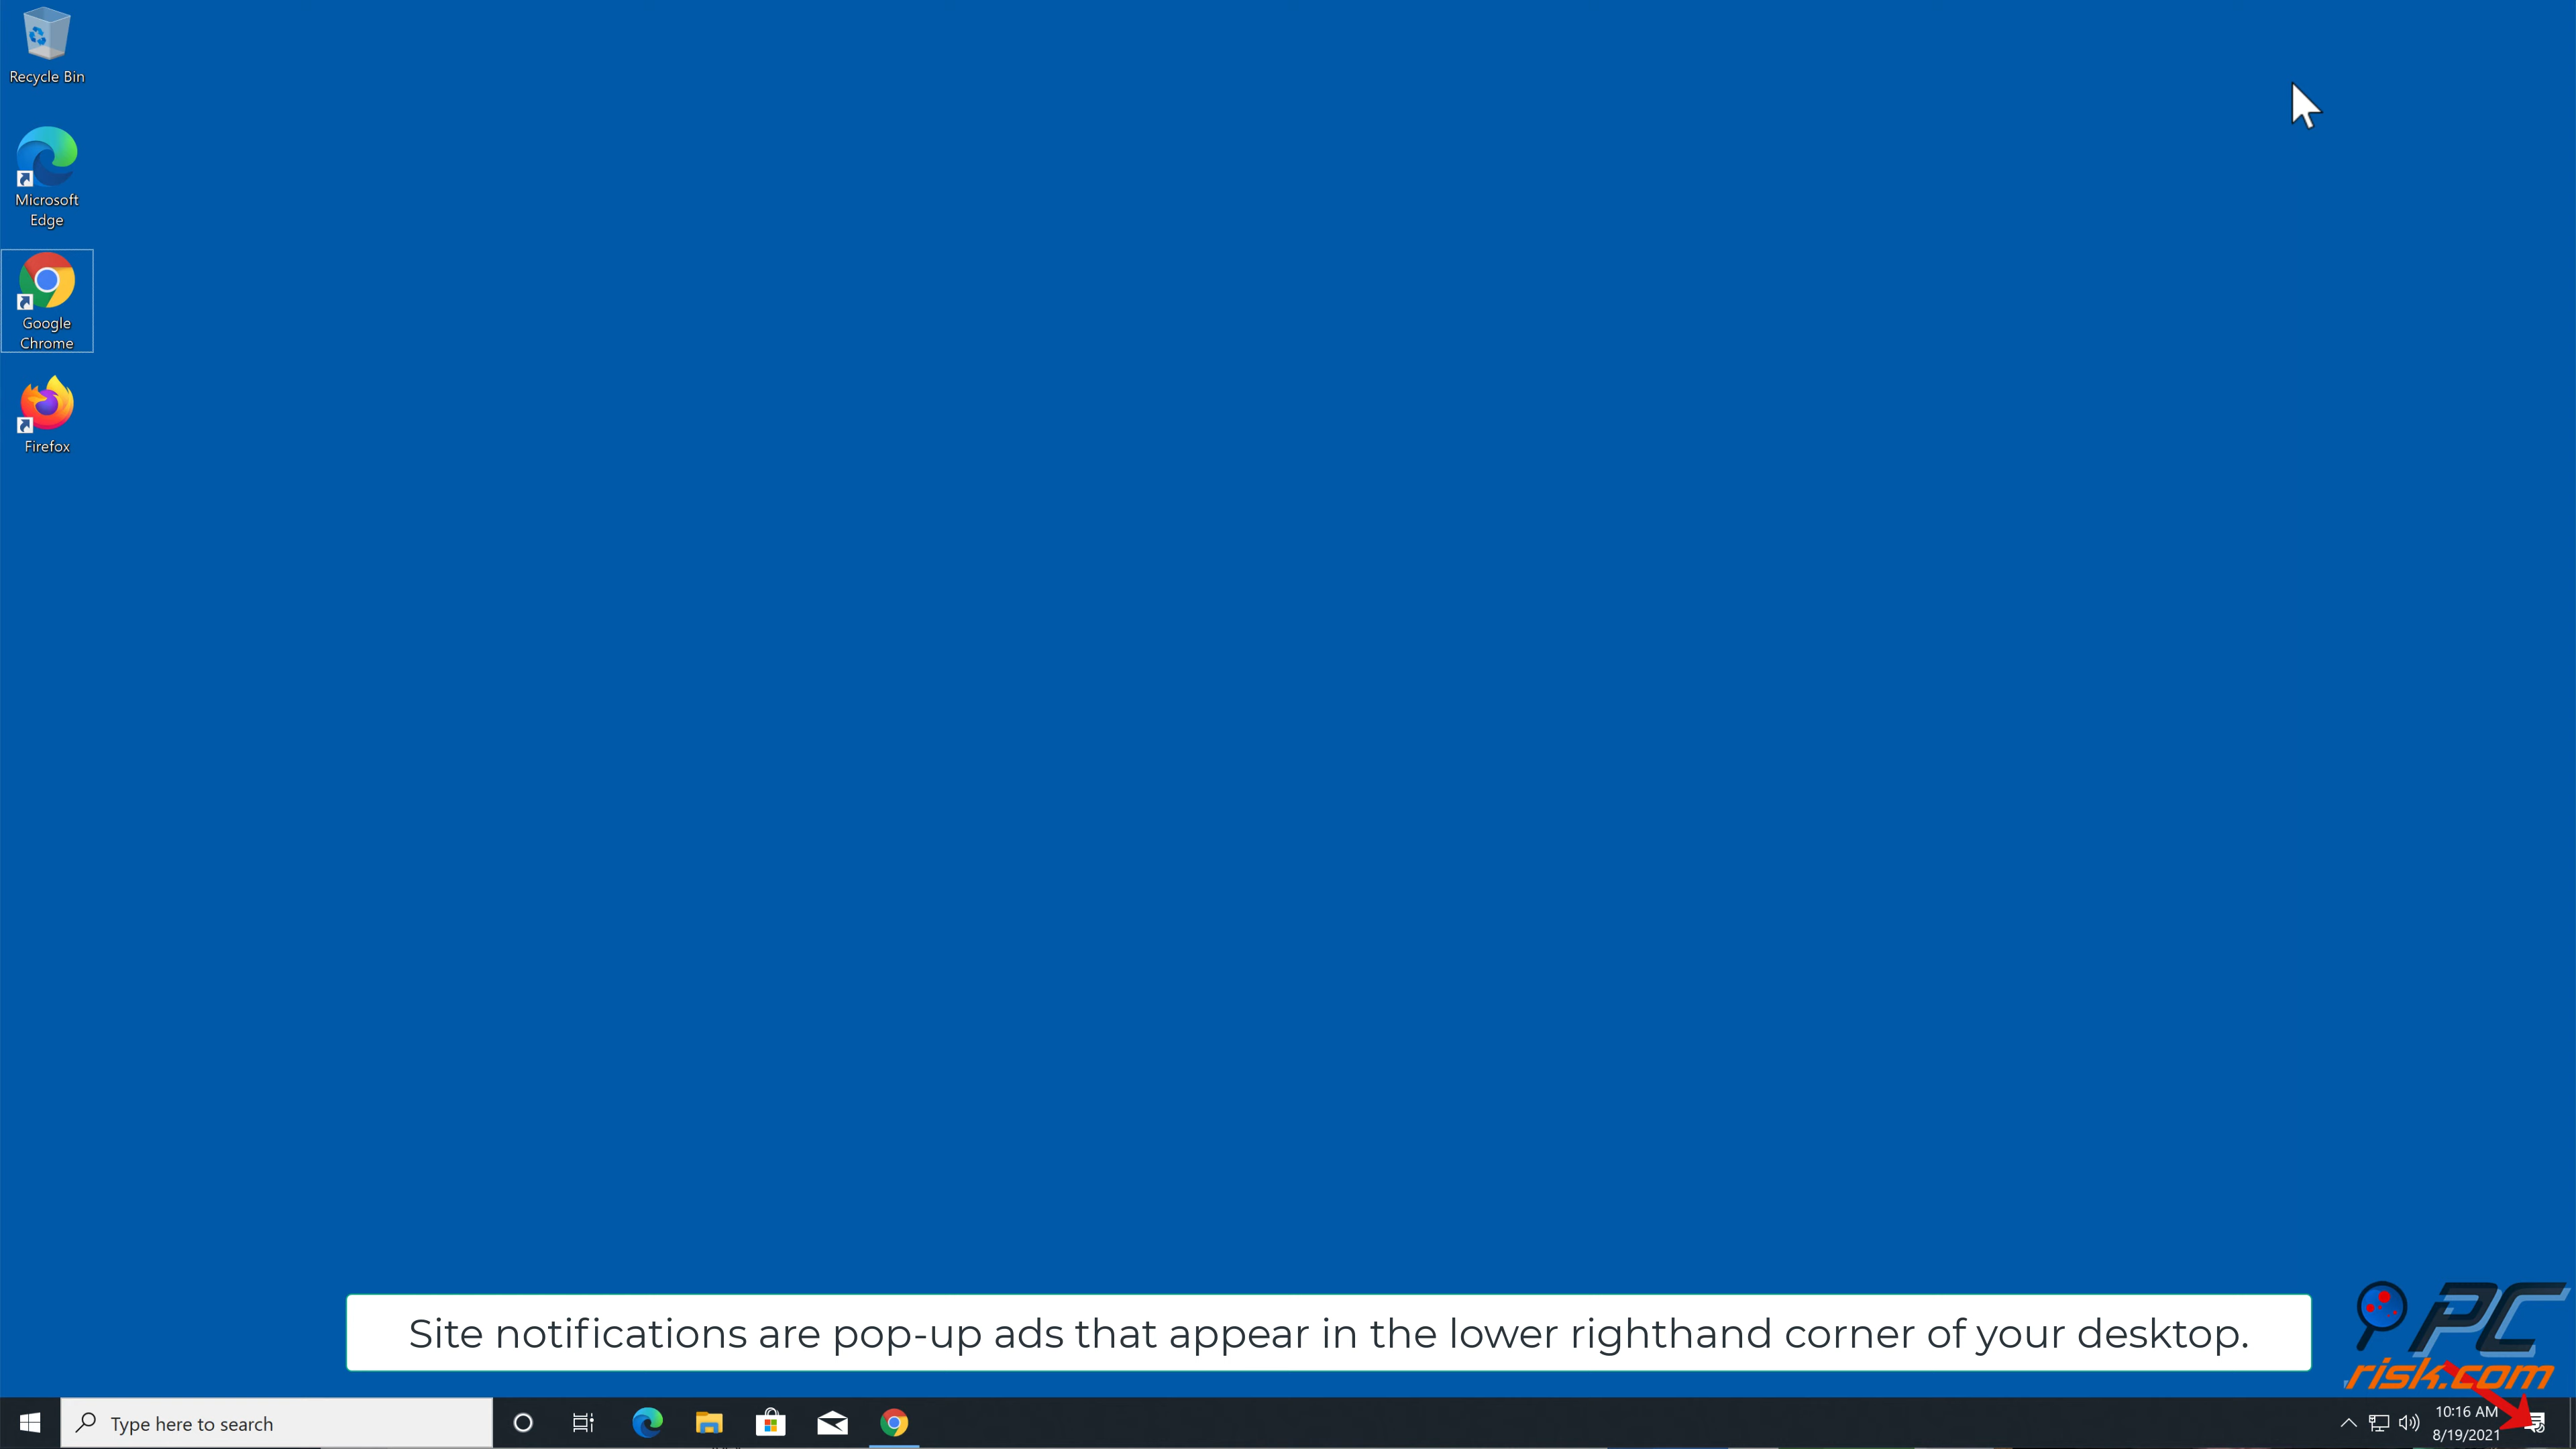 Recycle Bin
Microsoft
Edge
Google
Chrome
Firefox
Site notifications are pop-up ads that appear in the lower righthand corner of your desktop.
PC
risk.com
Type here to search
10:16 AM
8/19/2021